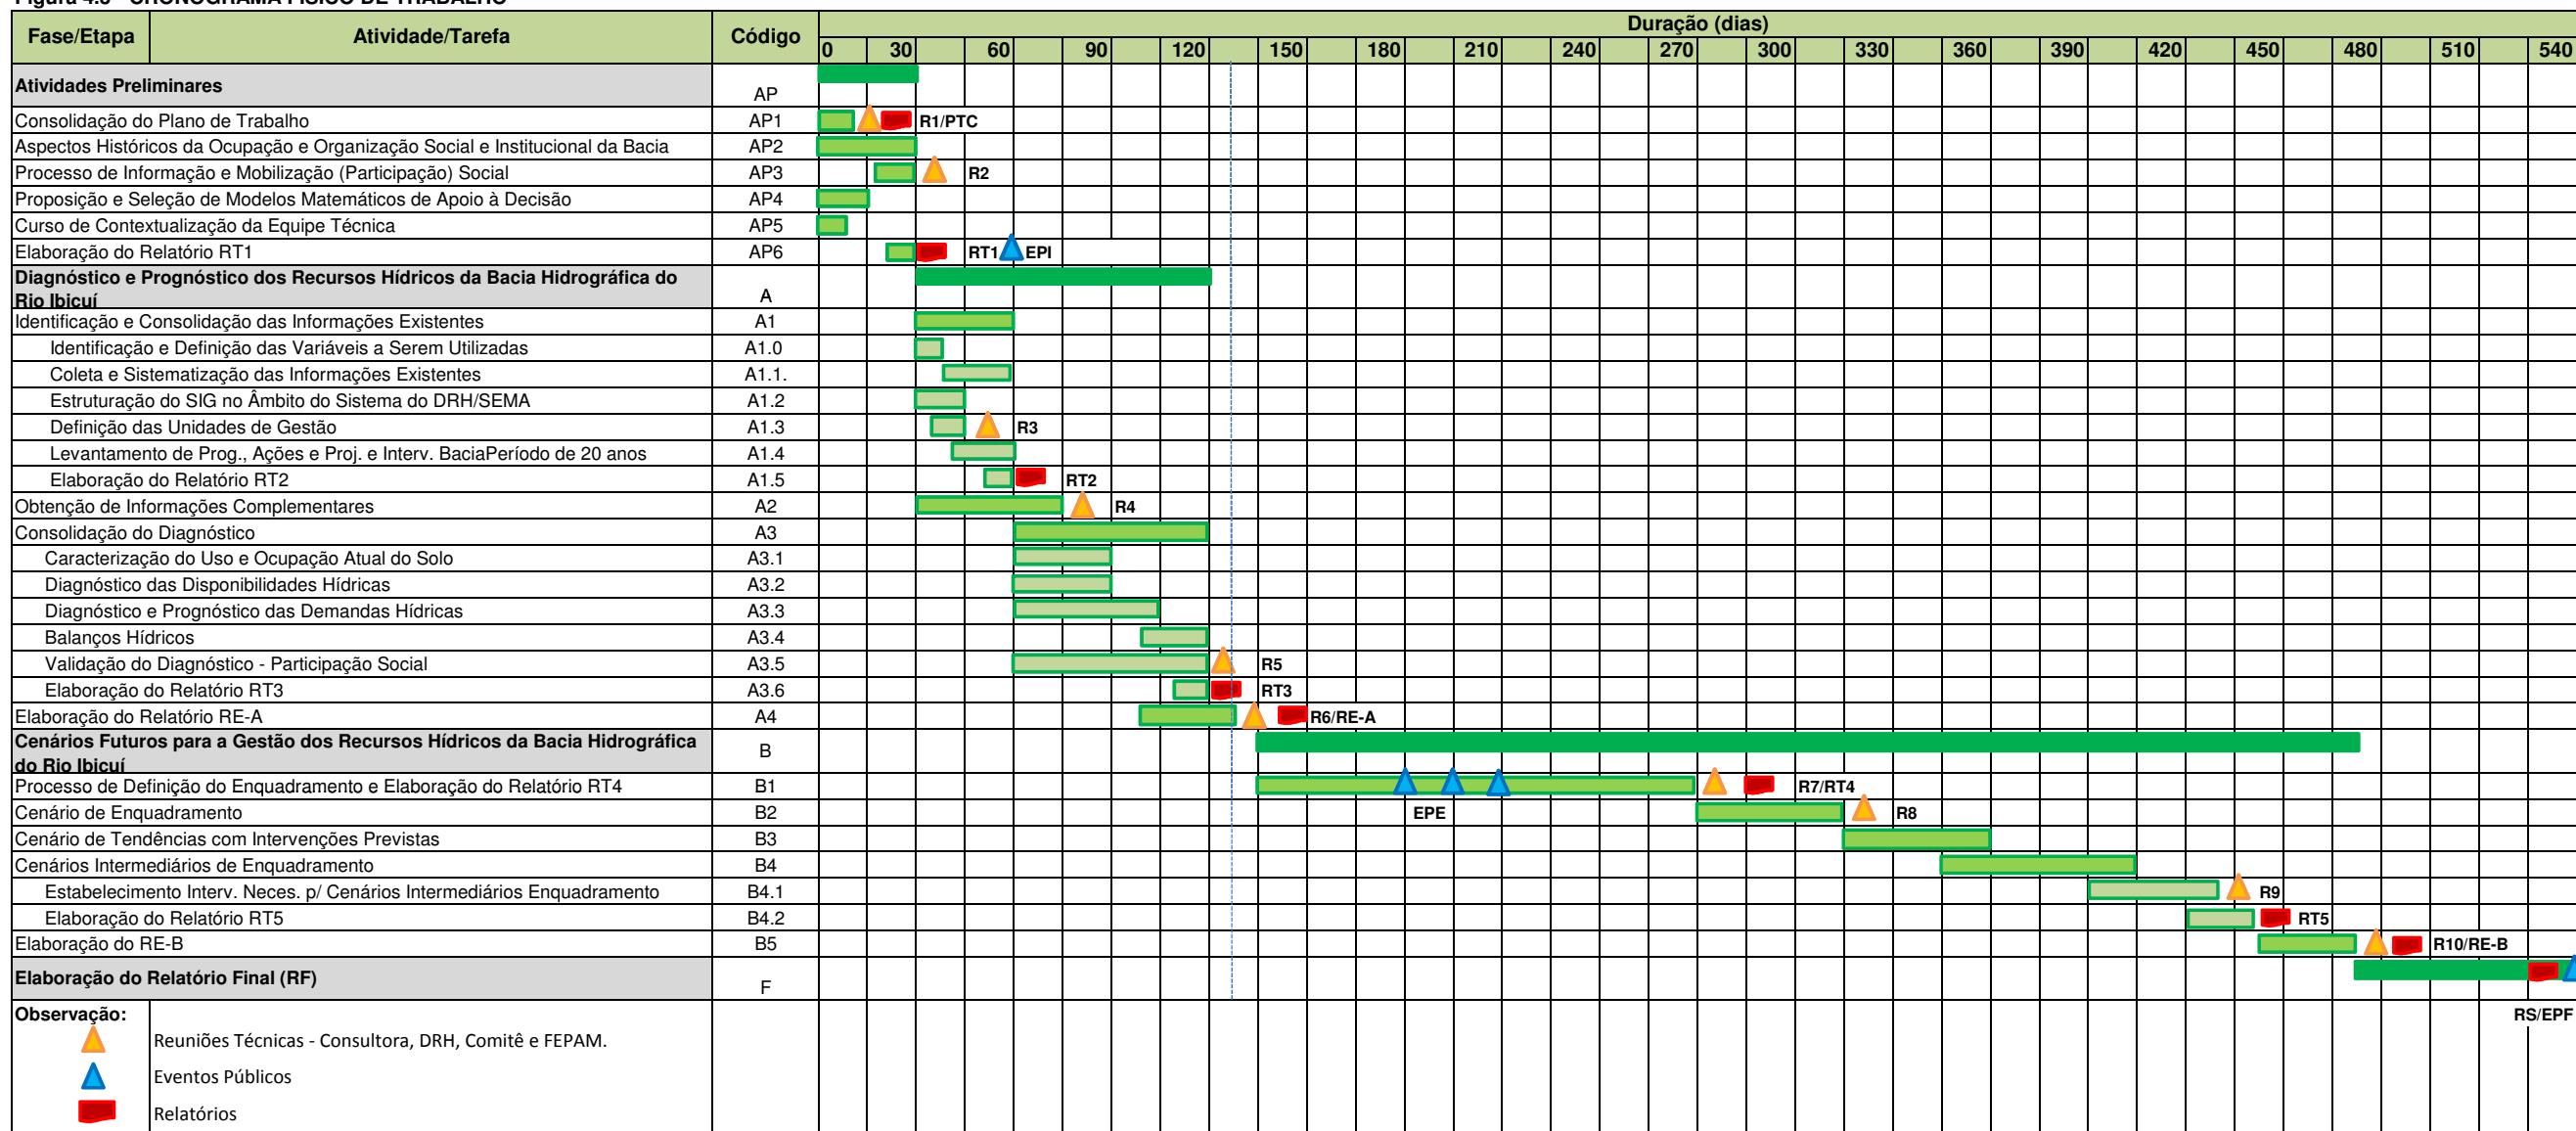 Figura 4.3 - CRONOGRAMA FÍSICO DE TRABALHO
Fase/Etapa Atividade/Tarefa Código Duração (dias)
0 30 60 90 120 150 180 210 240 270 300 330 360 390 420 450 480 510 540
Atividades Preliminares AP
Consolidação do Plano de Trabalho AP1 R1/PTC
Aspectos Históricos da Ocupação e Organização Social e Institucional da Bacia AP2
Processo de Informação e Mobilização (Participação) Social AP3 R2
Proposição e Seleção de Modelos Matemáticos de Apoio à Decisão AP4
Curso de Contextualização da Equipe Técnica AP5
Elaboração do Relatório RT1 AP6 RT1 EPI
Diagnóstico e Prognóstico dos Recursos Hídricos da Bacia Hidrográfica do
Rio Ibicuí A
Identificação e Consolidação das Informações Existentes A1
Identificação e Definição das Variáveis a Serem Utilizadas A1.0
Coleta e Sistematização das Informações Existentes A1.1.
Estruturação do SIG no Âmbito do Sistema do DRH/SEMA A1.2
Definição das Unidades de Gestão A1.3 R3
Levantamento de Prog., Ações e Proj. e Interv. BaciaPeríodo de 20 anos A1.4
Elaboração do Relatório RT2 A1.5 RT2
Obtenção de Informações Complementares A2 R4
Consolidação do Diagnóstico A3
Caracterização do Uso e Ocupação Atual do Solo A3.1
Diagnóstico das Disponibilidades Hídricas A3.2
Diagnóstico e Prognóstico das Demandas Hídricas A3.3
Balanços Hídricos A3.4
Validação do Diagnóstico - Participação Social A3.5 R5
Elaboração do Relatório RT3 A3.6 RT3
Elaboração do Relatório RE-A A4 R6/RE-A
Cenários Futuros para a Gestão dos Recursos Hídricos da Bacia Hidrográfica
do Rio Ibicuí B
Processo de Definição do Enquadramento e Elaboração do Relatório RT4 B1 R7/RT4
Cenário de Enquadramento B2 EPE R8
Cenário de Tendências com Intervenções Previstas B3
Cenários Intermediários de Enquadramento B4
Estabelecimento Interv. Neces. p/ Cenários Intermediários Enquadramento B4.1 R9
Elaboração do Relatório RT5 B4.2 RT5
Elaboração do RE-B B5 R10/RE-B
Elaboração do Relatório Final (RF) F
Observação: RS/EPF
Reuniões Técnicas - Consultora, DRH, Comitê e FEPAM.
Eventos Públicos
Relatórios